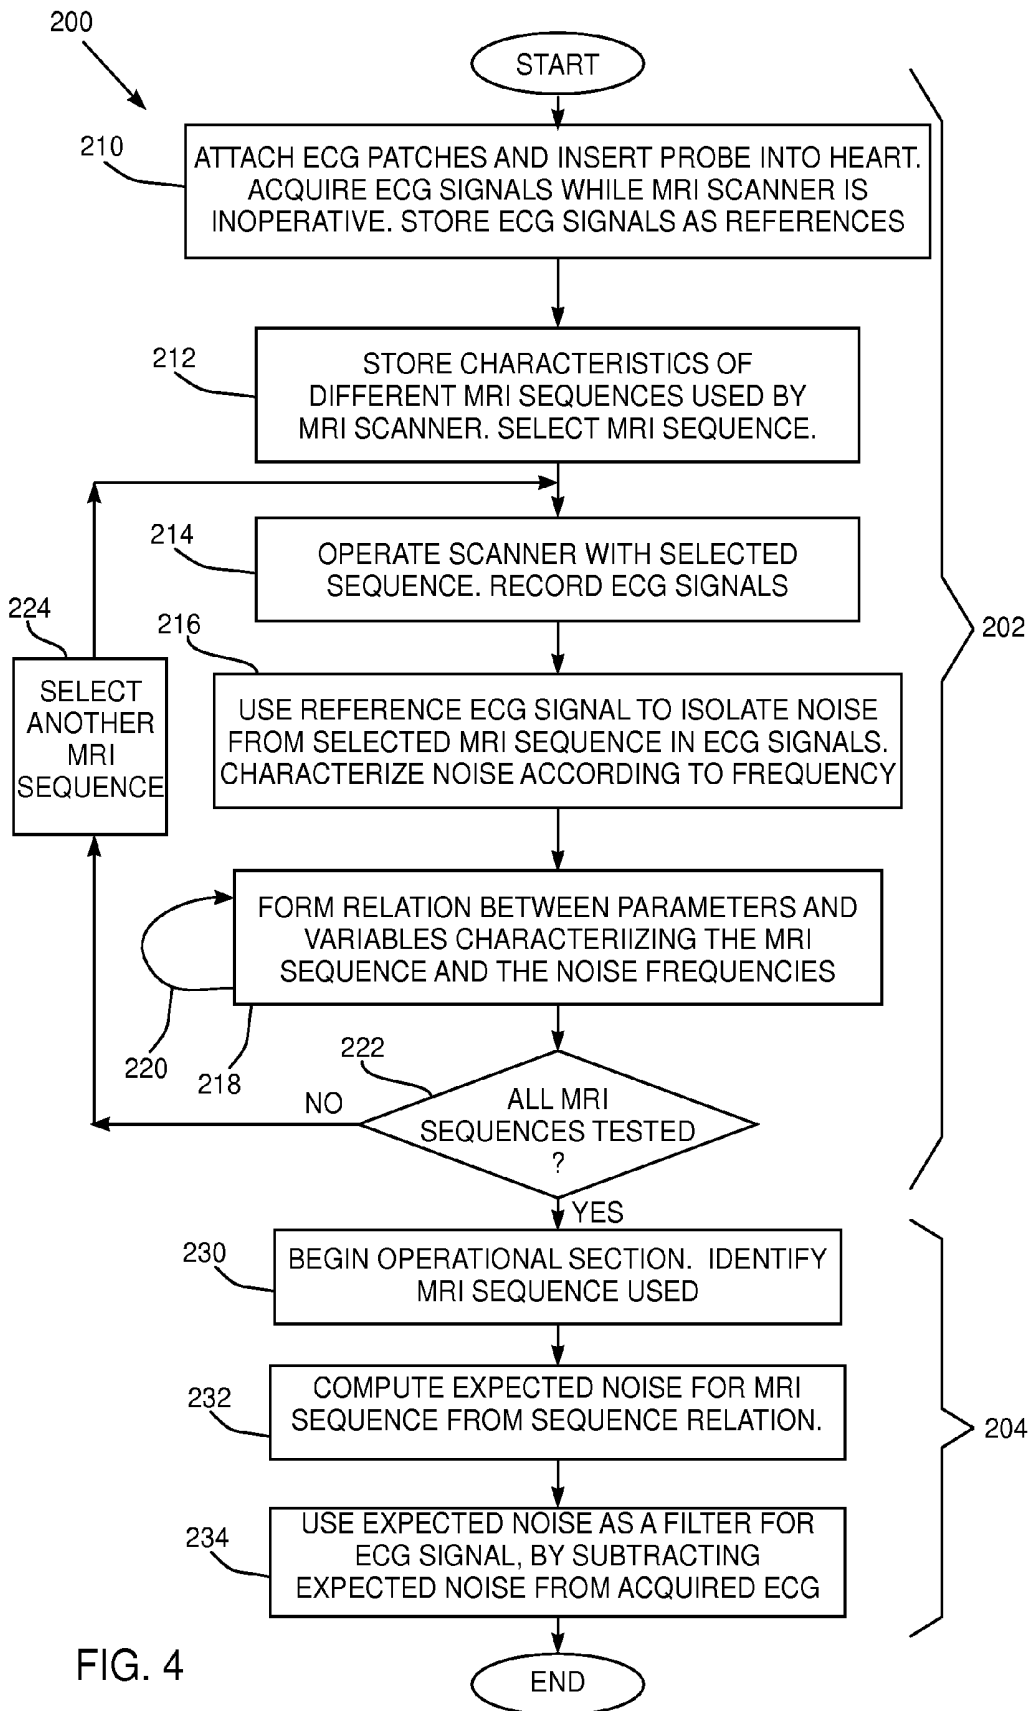 200
START
210
ATTACH ECG PATCHES AND INSERT PROBE INTO HEART.
ACQUIRE ECG SIGNALS WHILE MRI SCANNER IS
INOPERATIVE. STORE ECG SIGNALS AS REFERENCES
212
STORE CHARACTERISTICS OF
DIFFERENT MRI SEQUENCES USED BY
MRI SCANNER. SELECT MRI SEQUENCE.
214
OPERATE SCANNER WITH SELECTED
SEQUENCE. RECORD ECG SIGNALS
224
SELECT
ANOTHER
MRI
SEQUENCE
216
USE REFERENCE ECG SIGNAL TO ISOLATE NOISE
FROM SELECTED MRI SEQUENCE IN ECG SIGNALS.
CHARACTERIZE NOISE ACCORDING TO FREQUENCY
202
FORM RELATION BETWEEN PARAMETERS AND
VARIABLES CHARACTERIIZING THE MRI
SEQUENCE AND THE NOISE FREQUENCIES
220
218
222
NO
ALL MRI
SEQUENCES TESTED
?
YES
230
BEGIN OPERATIONAL SECTION. IDENTIFY
MRI SEQUENCE USED
232
COMPUTE EXPECTED NOISE FOR MRI
SEQUENCE FROM SEQUENCE RELATION.
204
234
USE EXPECTED NOISE AS A FILTER FOR
ECG SIGNAL, BY SUBTRACTING
EXPECTED NOISE FROM ACQUIRED ECG
FIG. 4
END